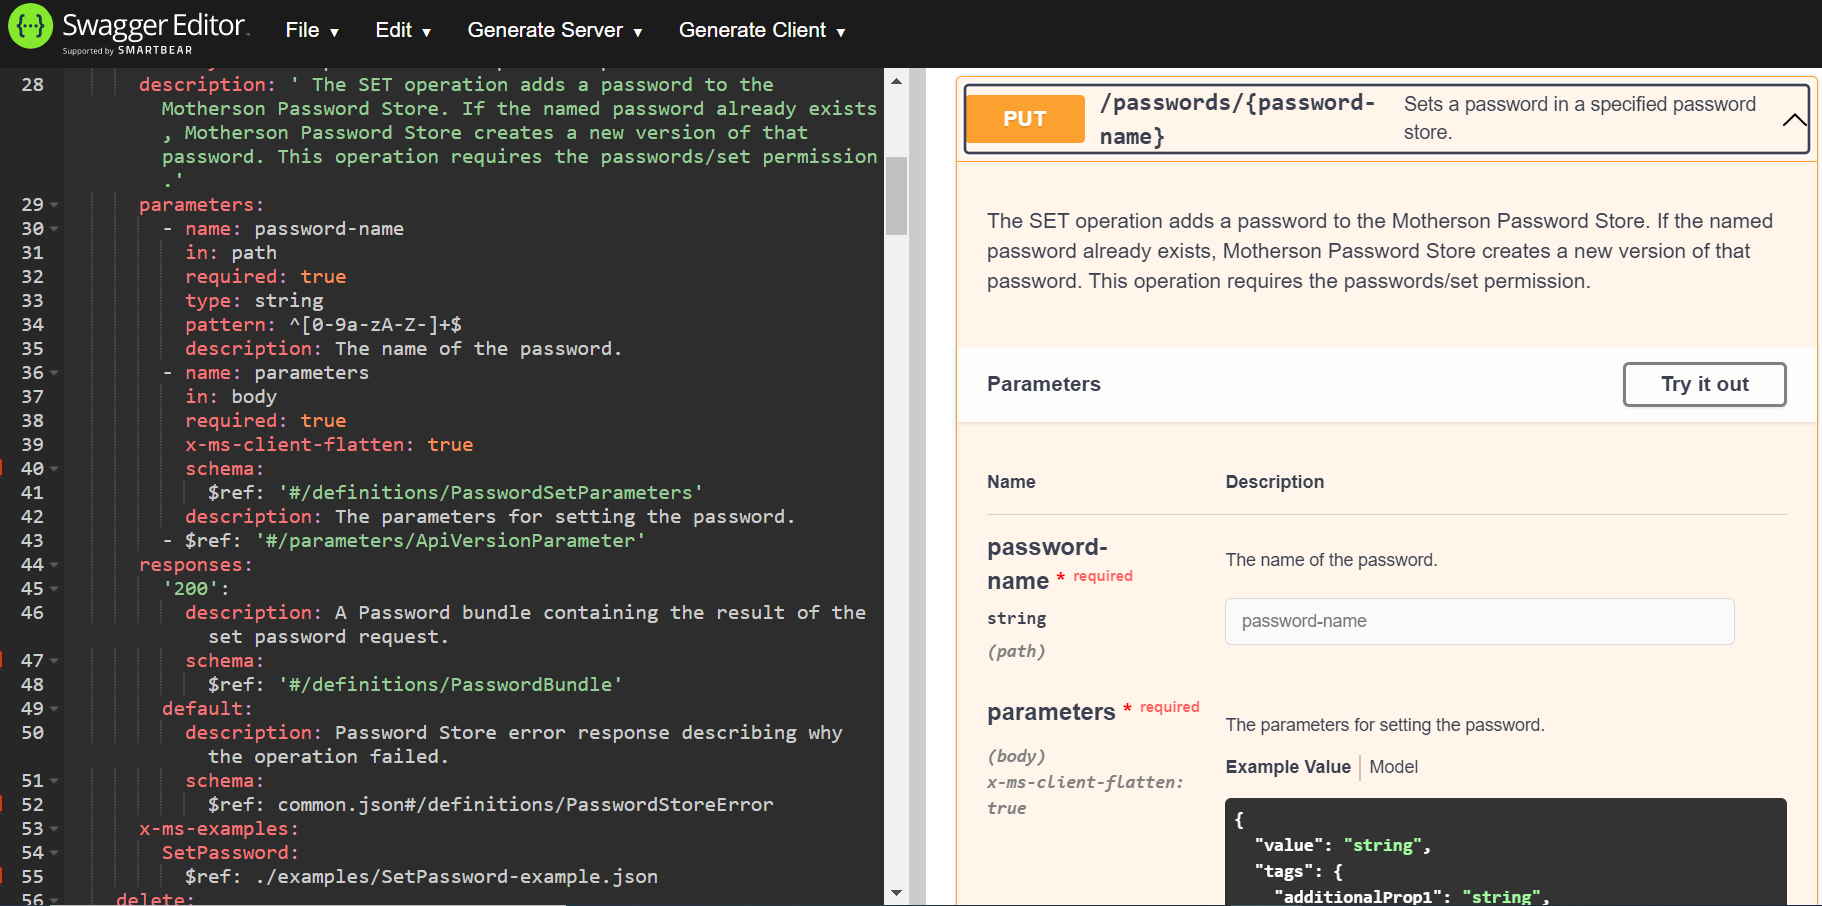 Swagger Editor
Supported by SMARTBEAR
File ▼ Edit ▼ Generate Server ▼ Generate Client ▼
28 description: ' The SET operation adds a password to the
Motherson Password Store. If the named password already exists
, Motherson Password Store creates a new version of that
password. This operation requires the passwords/set permission
.'
29 parameters:
30 - name: password-name
31 in: path
32 required: true
33 type: string
34 pattern: ^[0-9a-zA-Z-]+$
35 description: The name of the password.
36 - name: parameters
37 in: body
38 required: true
39 x-ms-client-flatten: true
40 schema:
41 $ref: '#/definitions/PasswordSetParameters'
42 description: The parameters for setting the password.
43 - $ref: '#/parameters/ApiVersionParameter'
44 responses:
45 '200':
46 description: A Password bundle containing the result of the
set password request.
47 schema:
48 $ref: '#/definitions/PasswordBundle'
49 default:
50 description: Password Store error response describing why
the operation failed.
51 schema:
52 $ref: common.json#/definitions/PasswordStoreError
53 x-ms-examples:
54 SetPassword:
55 $ref: ./examples/SetPassword-example.json
56 delete:
PUT
/passwords/{password-
name}
Sets a password in a specified password
store.
The SET operation adds a password to the Motherson Password Store. If the named
password already exists, Motherson Password Store creates a new version of that
password. This operation requires the passwords/set permission.
Parameters
Try it out
Name Description
password-
name * required
string
(path)
The name of the password.
password-name
parameters * required
(body)
x-ms-client-flatten:
true
The parameters for setting the password.
Example Value Model
{
"value": "string",
"tags": {
"additionalProp1": "string",